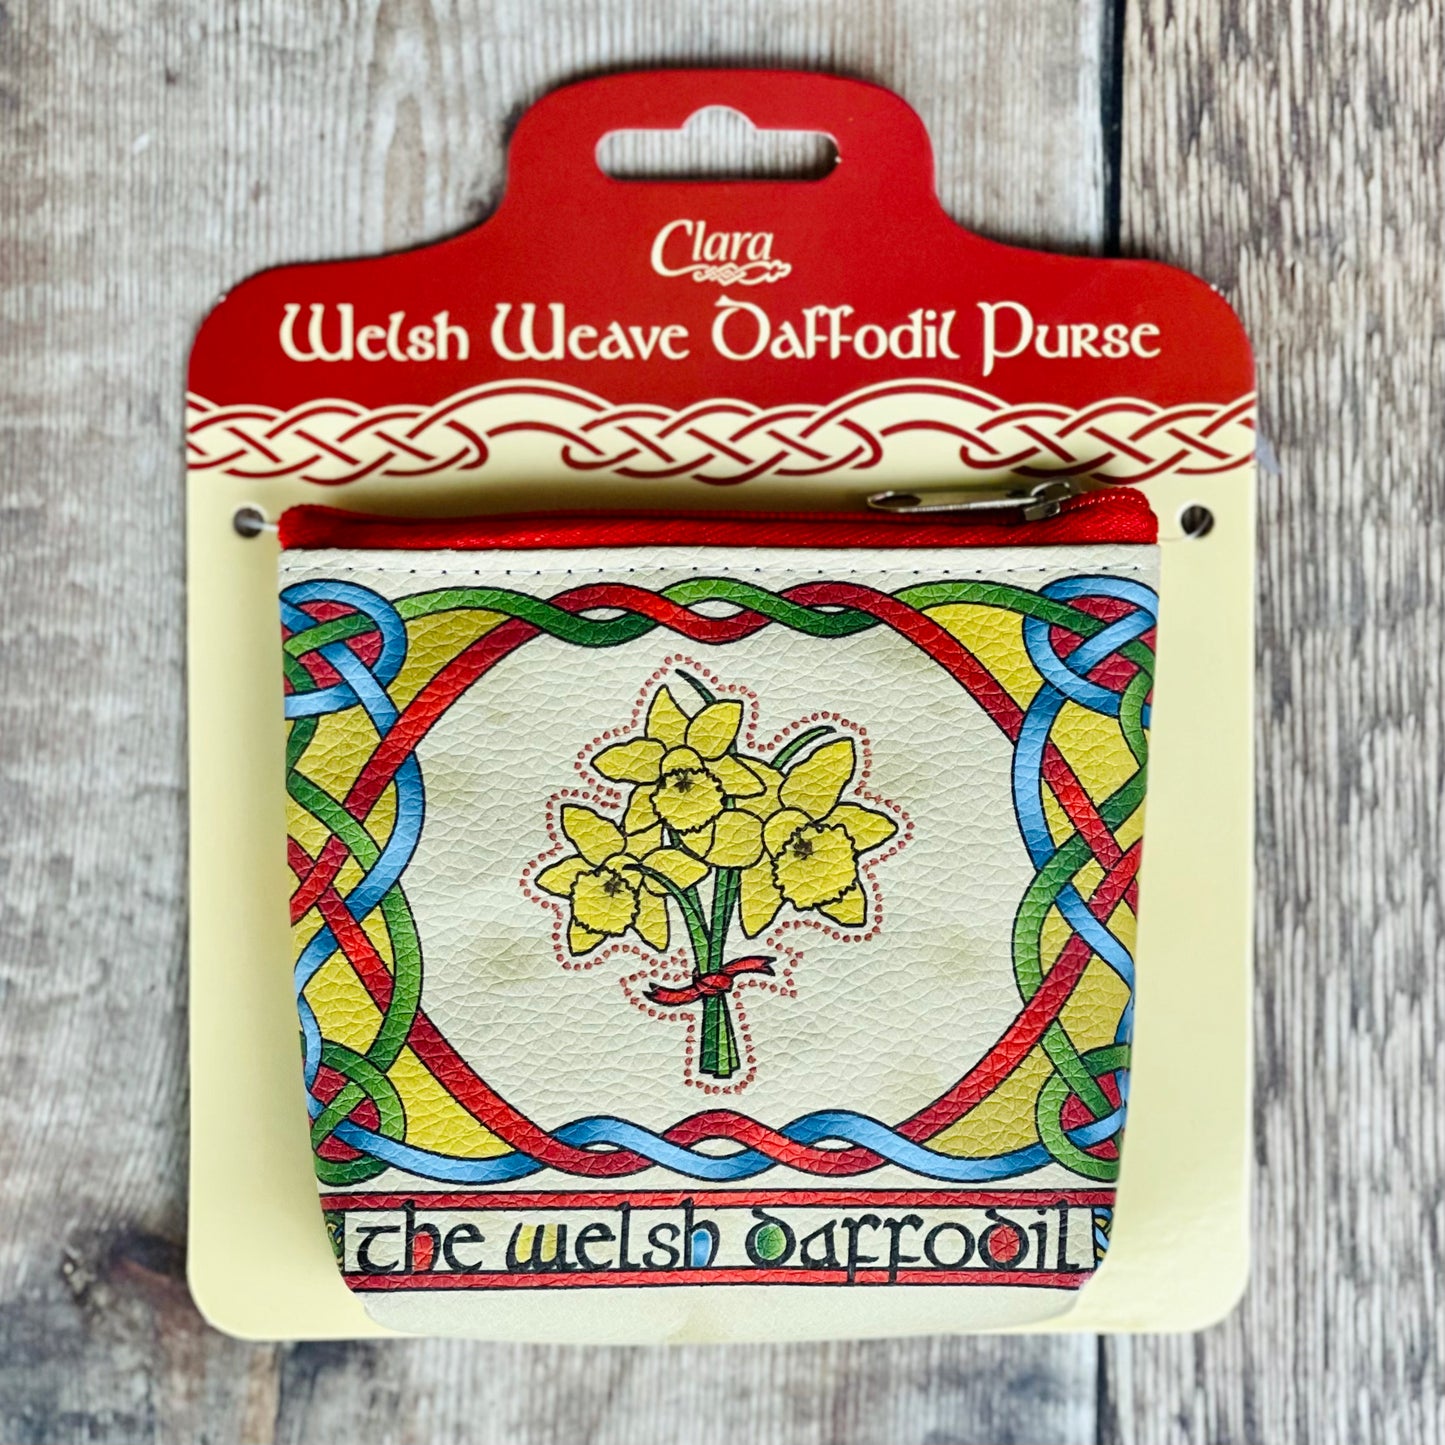 Clara
Welsh Weave Daffodil Purse
the welsh daffodil